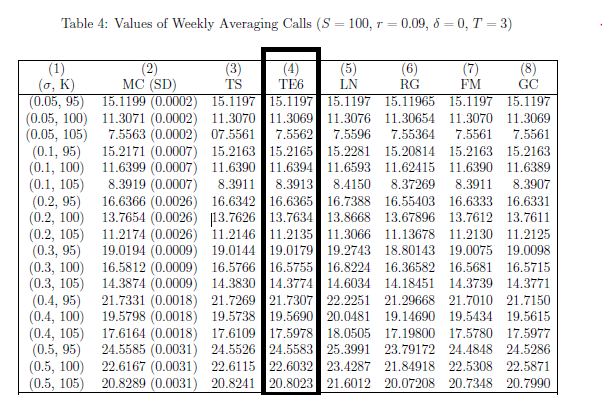 Table 4: Values of Weekly Averaging Calls (S = 100, r = 0.09, δ = 0, T = 3)
(1) (2) (3) (4) (5) (6) (7) (8)
(σ, K) MC (SD) TS TE6 LN RG FM GC
(0.05, 95) 15.1199 (0.0002) 15.1197 15.1197 15.1197 15.11965 15.1197 15.1197
(0.05, 100) 11.3071 (0.0002) 11.3070 11.3069 11.3076 11.30654 11.3070 11.3069
(0.05, 105) 7.5563 (0.0002) 07.5561 7.5562 7.5596 7.55364 7.5561 7.5561
(0.1, 95) 15.2171 (0.0007) 15.2163 15.2165 15.2281 15.20814 15.2163 15.2163
(0.1, 100) 11.6399 (0.0007) 11.6390 11.6394 11.6593 11.62415 11.6390 11.6389
(0.1, 105) 8.3919 (0.0007) 8.3911 8.3913 8.4150 8.37269 8.3911 8.3907
(0.2, 95) 16.6366 (0.0026) 16.6342 16.6365 16.7388 16.55403 16.6333 16.6331
(0.2, 100) 13.7654 (0.0026) 13.7626 13.7634 13.8668 13.67896 13.7612 13.7611
(0.2, 105) 11.2174 (0.0026) 11.2146 11.2135 11.3066 11.13678 11.2130 11.2125
(0.3, 95) 19.0194 (0.0009) 19.0144 19.0179 19.2743 18.80143 19.0075 19.0098
(0.3, 100) 16.5812 (0.0009) 16.5766 16.5755 16.8224 16.36582 16.5681 16.5715
(0.3, 105) 14.3874 (0.0009) 14.3830 14.3774 14.6034 14.18451 14.3739 14.3771
(0.4, 95) 21.7331 (0.0018) 21.7269 21.7307 22.2251 21.29668 21.7010 21.7150
(0.4, 100) 19.5798 (0.0018) 19.5738 19.5690 20.0481 19.14690 19.5434 19.5615
(0.4, 105) 17.6164 (0.0018) 17.6109 17.5978 18.0505 17.19800 17.5780 17.5977
(0.5, 95) 24.5585 (0.0031) 24.5526 24.5583 25.3991 23.79172 24.4848 24.5286
(0.5, 100) 22.6167 (0.0031) 22.6115 22.6032 23.4287 21.84918 22.5308 22.5871
(0.5, 105) 20.8289 (0.0031) 20.8241 20.8023 21.6012 20.07208 20.7348 20.7990